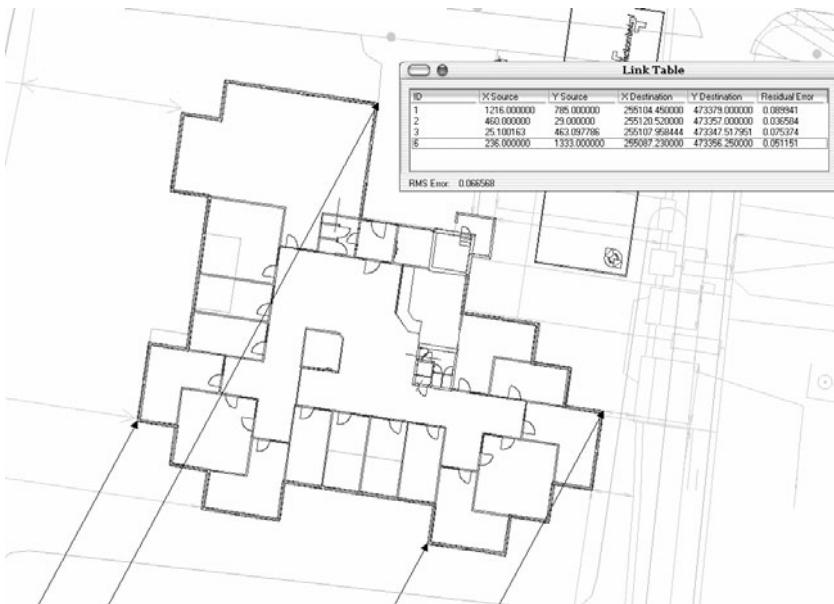 Link Table
ID X Source Y Source X Destination Y Destination Residual Error
1 1216.000000 785.000000 255104.450000 473379.000000 0.089941
2 460.000000 29.000000 255120.520000 473357.000000 0.036584
3 25.100163 463.097786 255107.958444 473347.517951 0.075374
6 236.000000 1333.000000 255087.230000 473356.250000 0.051151
RMS Error: 0.066568